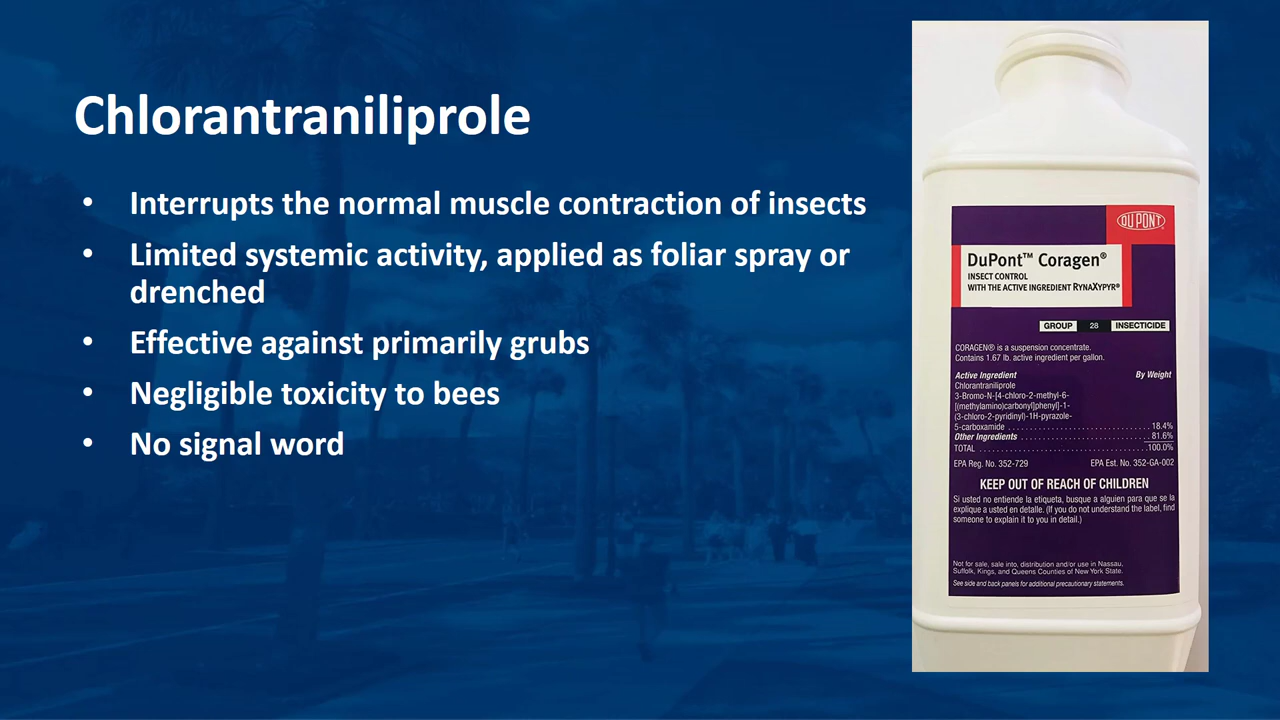 Chlorantraniliprole
• Interrupts the normal muscle contraction of insects
• Limited systemic activity, applied as foliar spray or
drenched
• Effective against primarily grubs
• Negligible toxicity to bees
• No signal word
DU PONT
DuPont™ Coragen®
INSECT CONTROL
WITH THE ACTIVE INGREDIENT RYNAXYPYR®
GROUP 28 INSECTICIDE
CORAGEN® is a suspension concentrate.
Contains 1.67 lb. active ingredient per gallon.
Active Ingredient By Weight
Chlorantraniliprole
3-Bromo-N-[4-chloro-2-methyl-6-
[(methylamino)carbonyl]phenyl]-1-
(3-chloro-2-pyridinyl)-1H-pyrazole-
5-carboxamide . . . . . . . . . . . . . . . . . . . . . . . . . . . . . 18.4%
Other Ingredients . . . . . . . . . . . . . . . . . . . . . . . . . . 81.6%
TOTAL . . . . . . . . . . . . . . . . . . . . . . . . . . . . . . . . . . . . 100.0%
EPA Reg. No. 352-729 EPA Est. No. 352-GA-002
KEEP OUT OF REACH OF CHILDREN
Si usted no entiende la etiqueta, busque a alguien para que se la
explique a usted en detalle. (If you do not understand the label, find
someone to explain it to you in detail.)
Not for sale, sale into, distribution and/or use in Nassau,
Suffolk, Kings, and Queens Counties of New York State.
See side and back panels for additional precautionary statements.